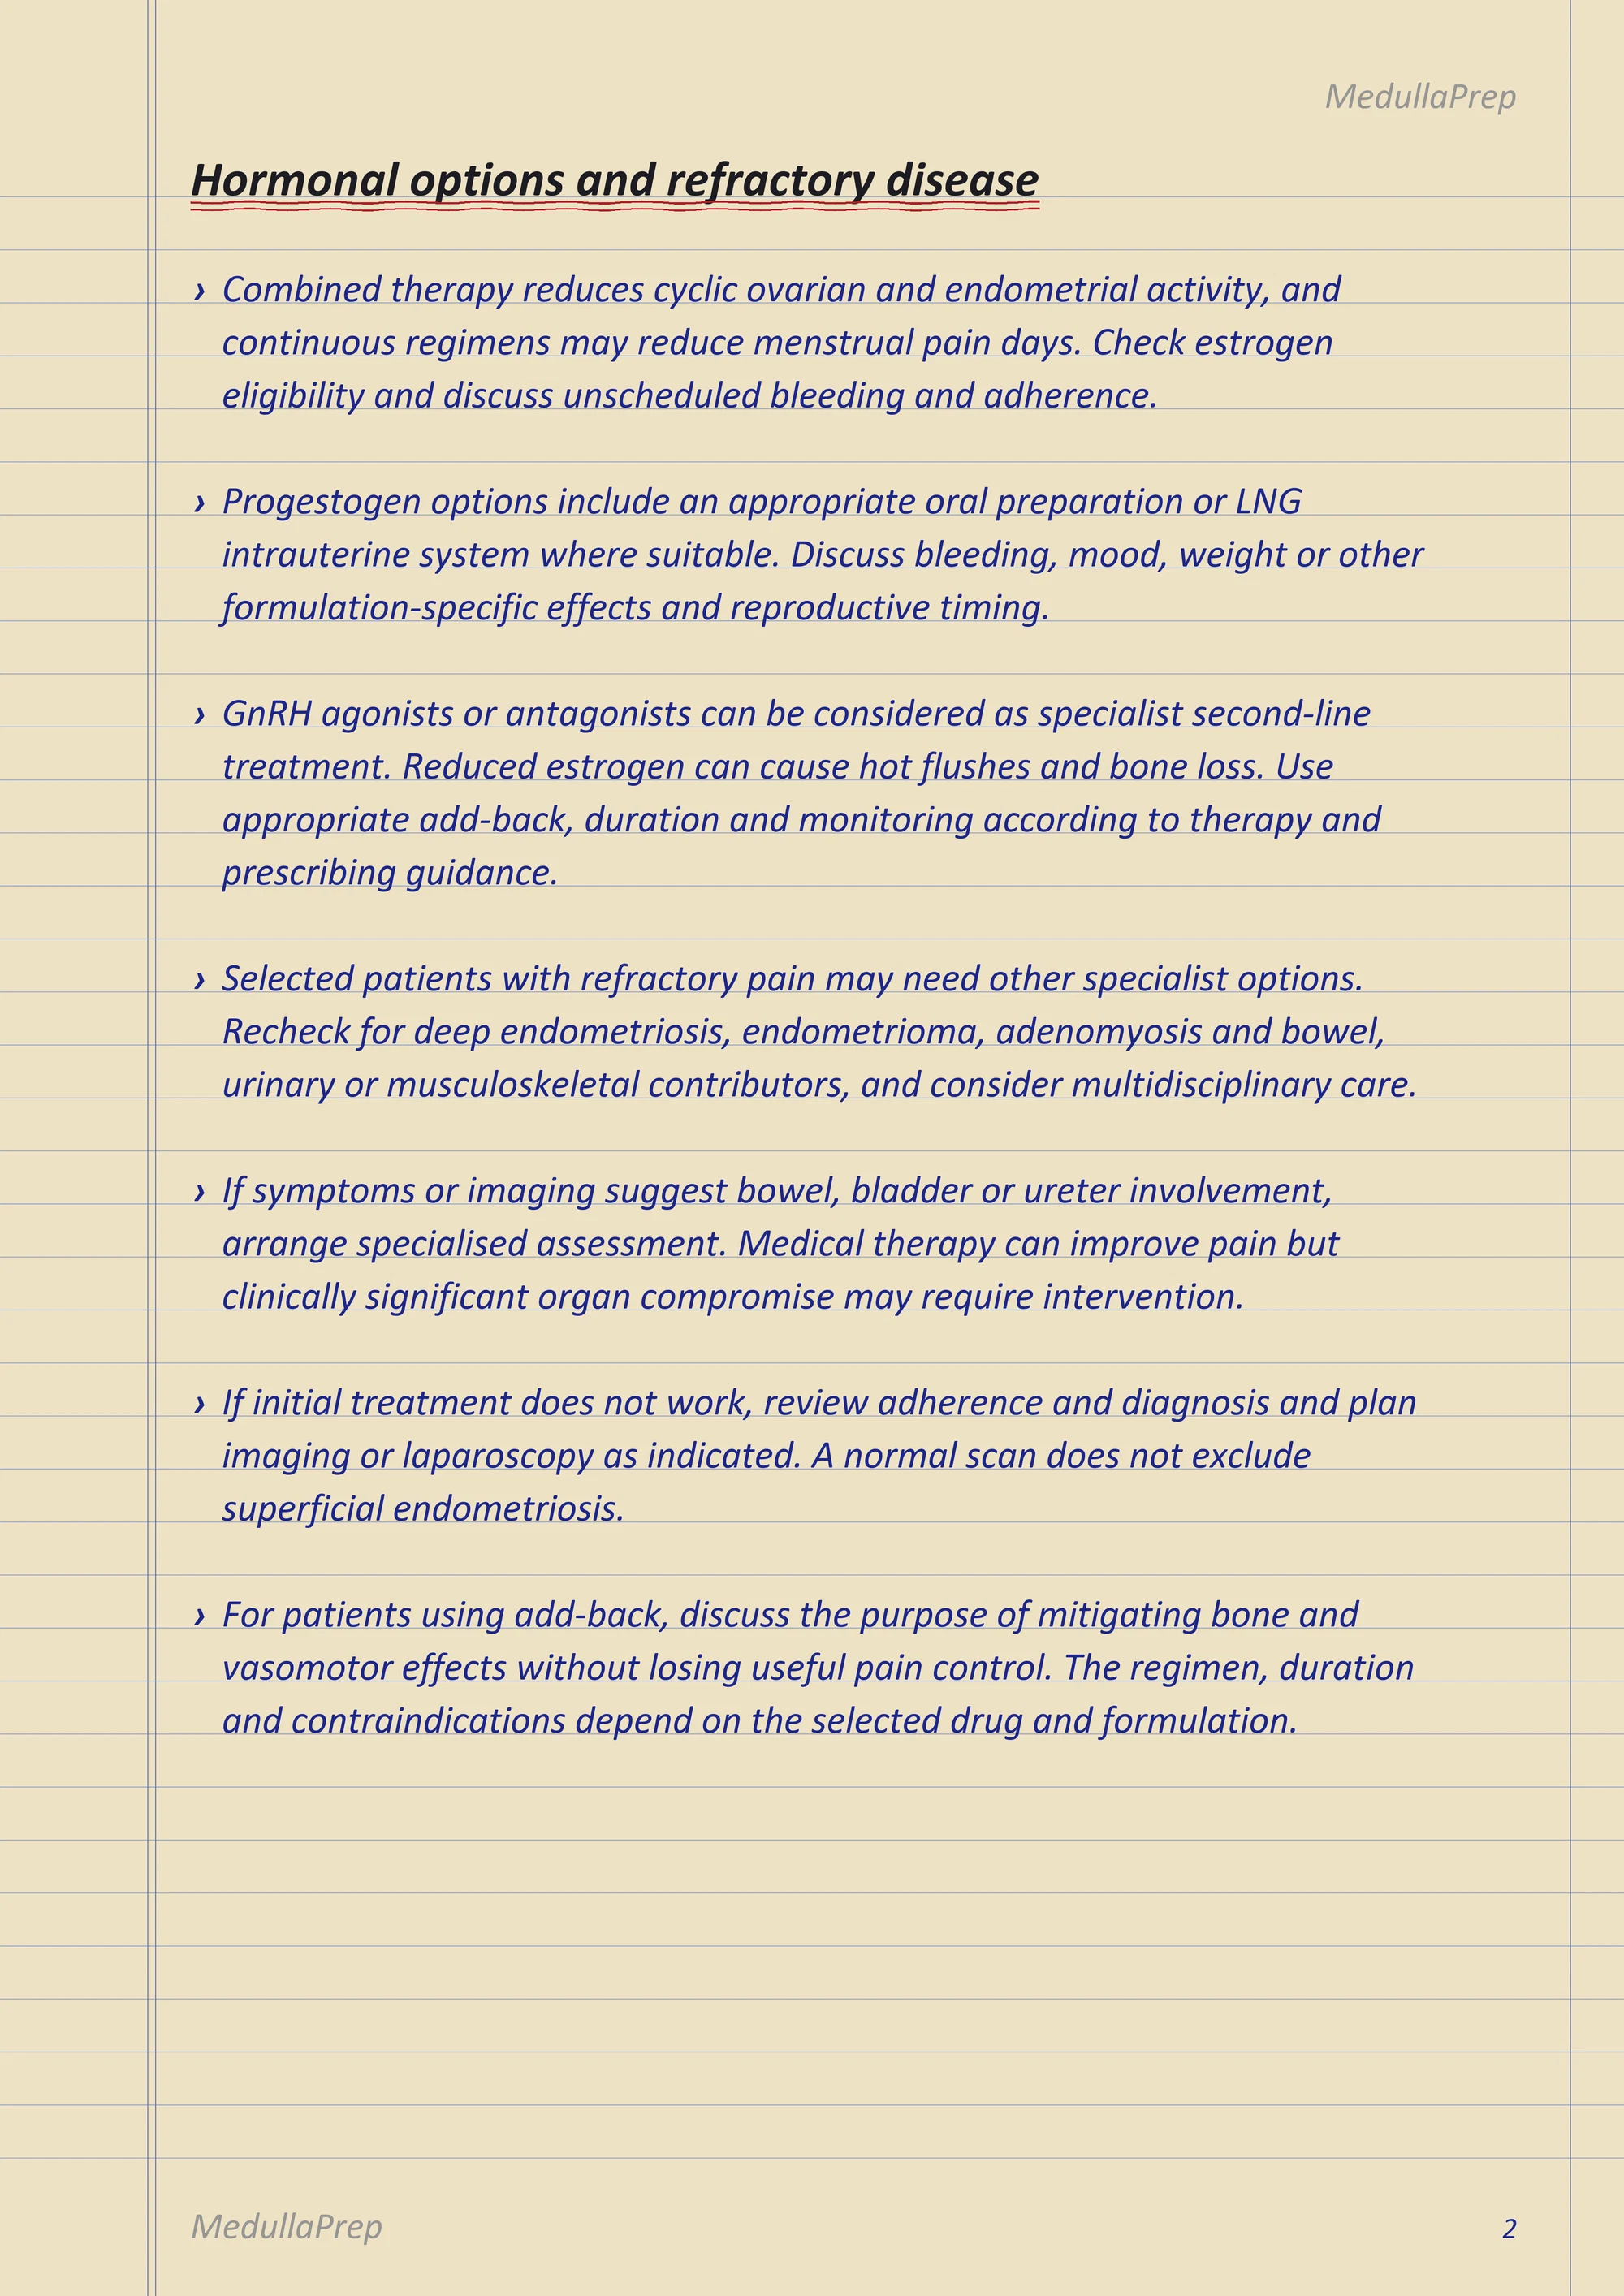 MedullaPrep
Hormonal options and refractory disease
› Combined therapy reduces cyclic ovarian and endometrial activity, and
continuous regimens may reduce menstrual pain days. Check estrogen
eligibility and discuss unscheduled bleeding and adherence.
› Progestogen options include an appropriate oral preparation or LNG
intrauterine system where suitable. Discuss bleeding, mood, weight or other
formulation-specific effects and reproductive timing.
› GnRH agonists or antagonists can be considered as specialist second-line
treatment. Reduced estrogen can cause hot flushes and bone loss. Use
appropriate add-back, duration and monitoring according to therapy and
prescribing guidance.
› Selected patients with refractory pain may need other specialist options.
Recheck for deep endometriosis, endometrioma, adenomyosis and bowel,
urinary or musculoskeletal contributors, and consider multidisciplinary care.
› If symptoms or imaging suggest bowel, bladder or ureter involvement,
arrange specialised assessment. Medical therapy can improve pain but
clinically significant organ compromise may require intervention.
› If initial treatment does not work, review adherence and diagnosis and plan
imaging or laparoscopy as indicated. A normal scan does not exclude
superficial endometriosis.
› For patients using add-back, discuss the purpose of mitigating bone and
vasomotor effects without losing useful pain control. The regimen, duration
and contraindications depend on the selected drug and formulation.
MedullaPrep
2